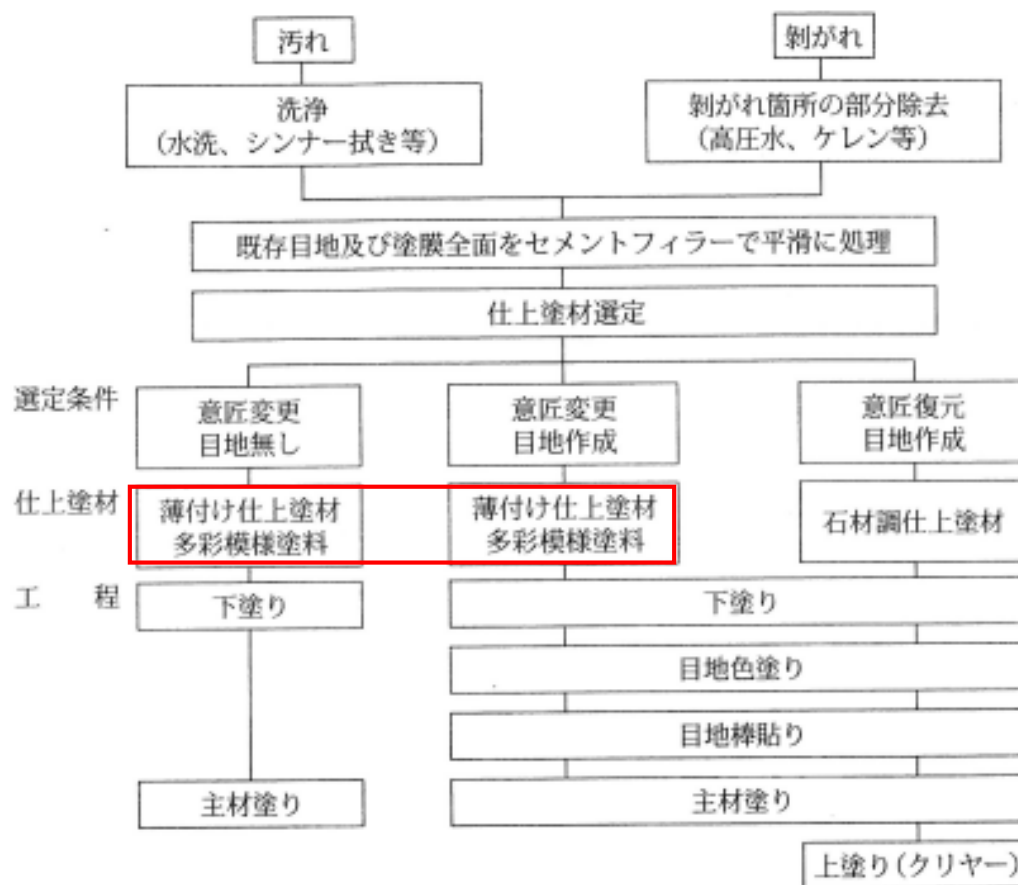 汚れ
剝がれ
洗浄
（水洗、シンナー拭き等）
剝がれ箇所の部分除去
（高圧水、ケレン等）
既存目地及び塗膜全面をセメントフィラーで平滑に処理
仕上塗材選定
選定条件
意匠変更
目地無し
意匠変更
目地作成
意匠復元
目地作成
仕上塗材
薄付け仕上塗材
多彩模様塗料
薄付け仕上塗材
多彩模様塗料
石材調仕上塗材
工 程
下塗り
下塗り
目地色塗り
目地棒貼り
主材塗り
主材塗り
上塗り（クリヤー）